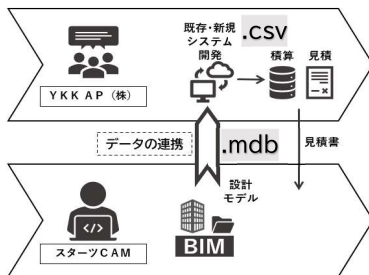 既存・新規
システム
開発
.csv
積算
見積
ＹＫＫ ＡＰ （株）
データの連携
.mdb
見積書
設計
モデル
</>
BIM
スターツＣＡＭ